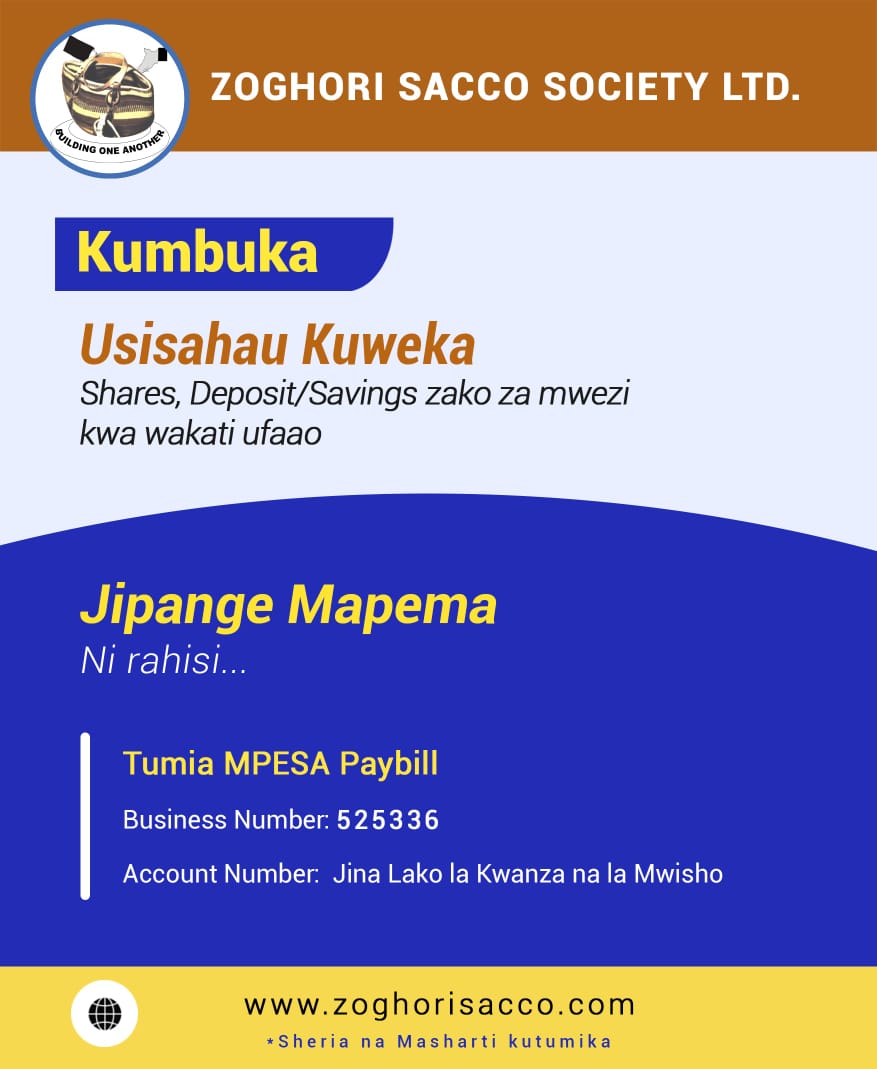 ZOGHORI SACCO SOCIETY LTD.
BUILDING ONE ANOTHER
Kumbuka
Usisahau Kuweka
Shares, Deposit/Savings zako za mwezi
kwa wakati ufaao
Jipange Mapema
Ni rahisi...
Tumia MPESA Paybill
Business Number: 525336
Account Number: Jina Lako la Kwanza na la Mwisho
www.zoghorisacco.com
*Sheria na Masharti kutumika